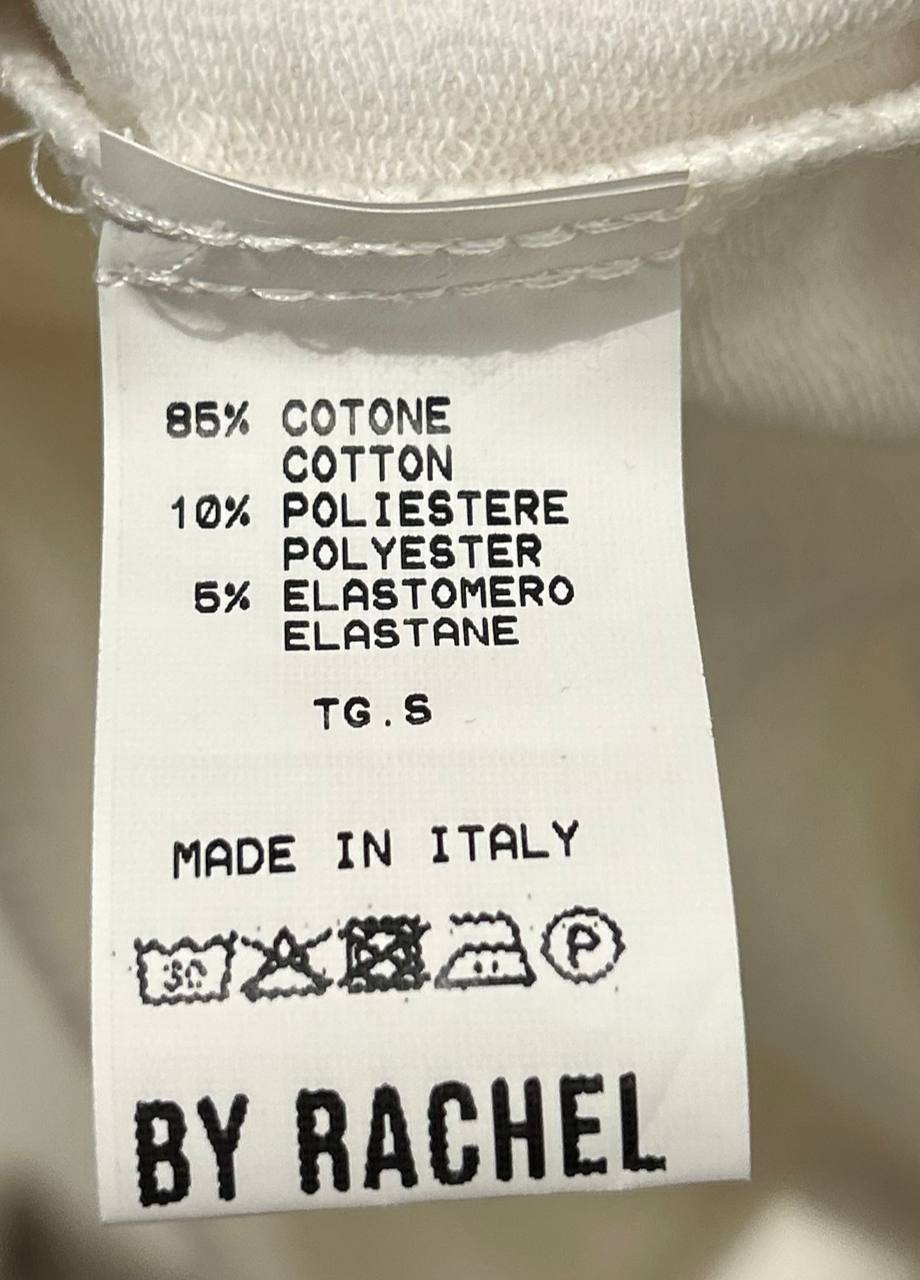 85% COTONE
COTTON
10% POLIESTERE
POLYESTER
5% ELASTOMERO
ELASTANE
TG.S
MADE IN ITALY
30 P
BY RACHEL